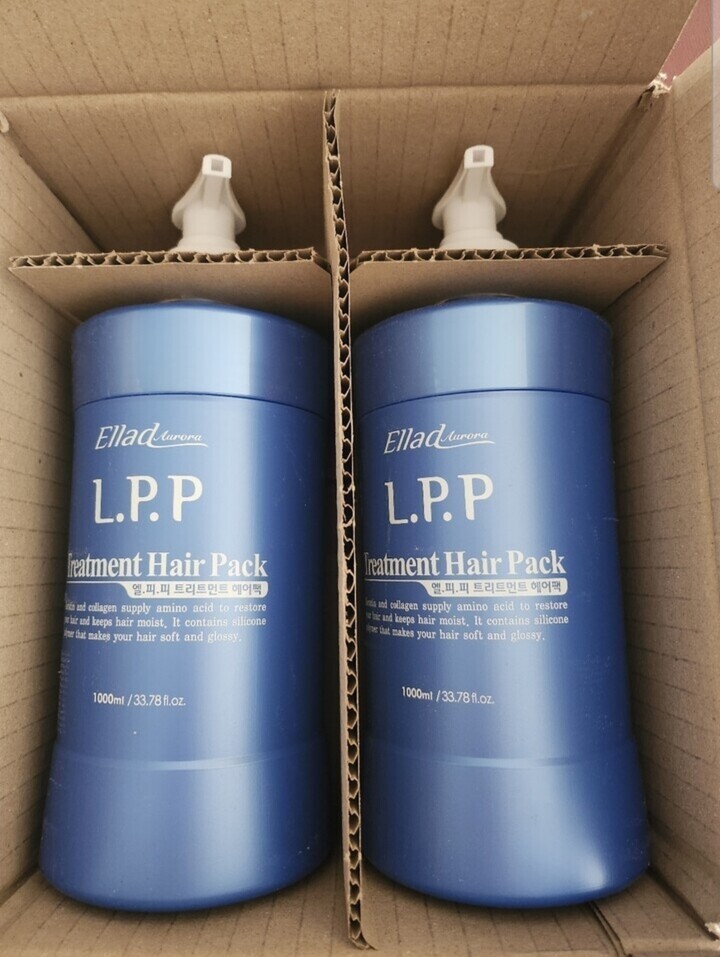 Ellad Aurora
L.P.P
Treatment Hair Pack
엘.피.피 트리트먼트 헤어팩
and collagen supply amino acid to restore
hair and keeps hair moist. It contains silicone
that makes your hair soft and glossy.
1000ml / 33.78 fl.oz.
Ellad Aurora
L.P.P
Treatment Hair Pack
엘.피.피 트리트먼트 헤어팩
and collagen supply amino acid to restore
hair and keeps hair moist. It contains silicone
that makes your hair soft and glossy.
1000ml / 33.78 fl.oz.